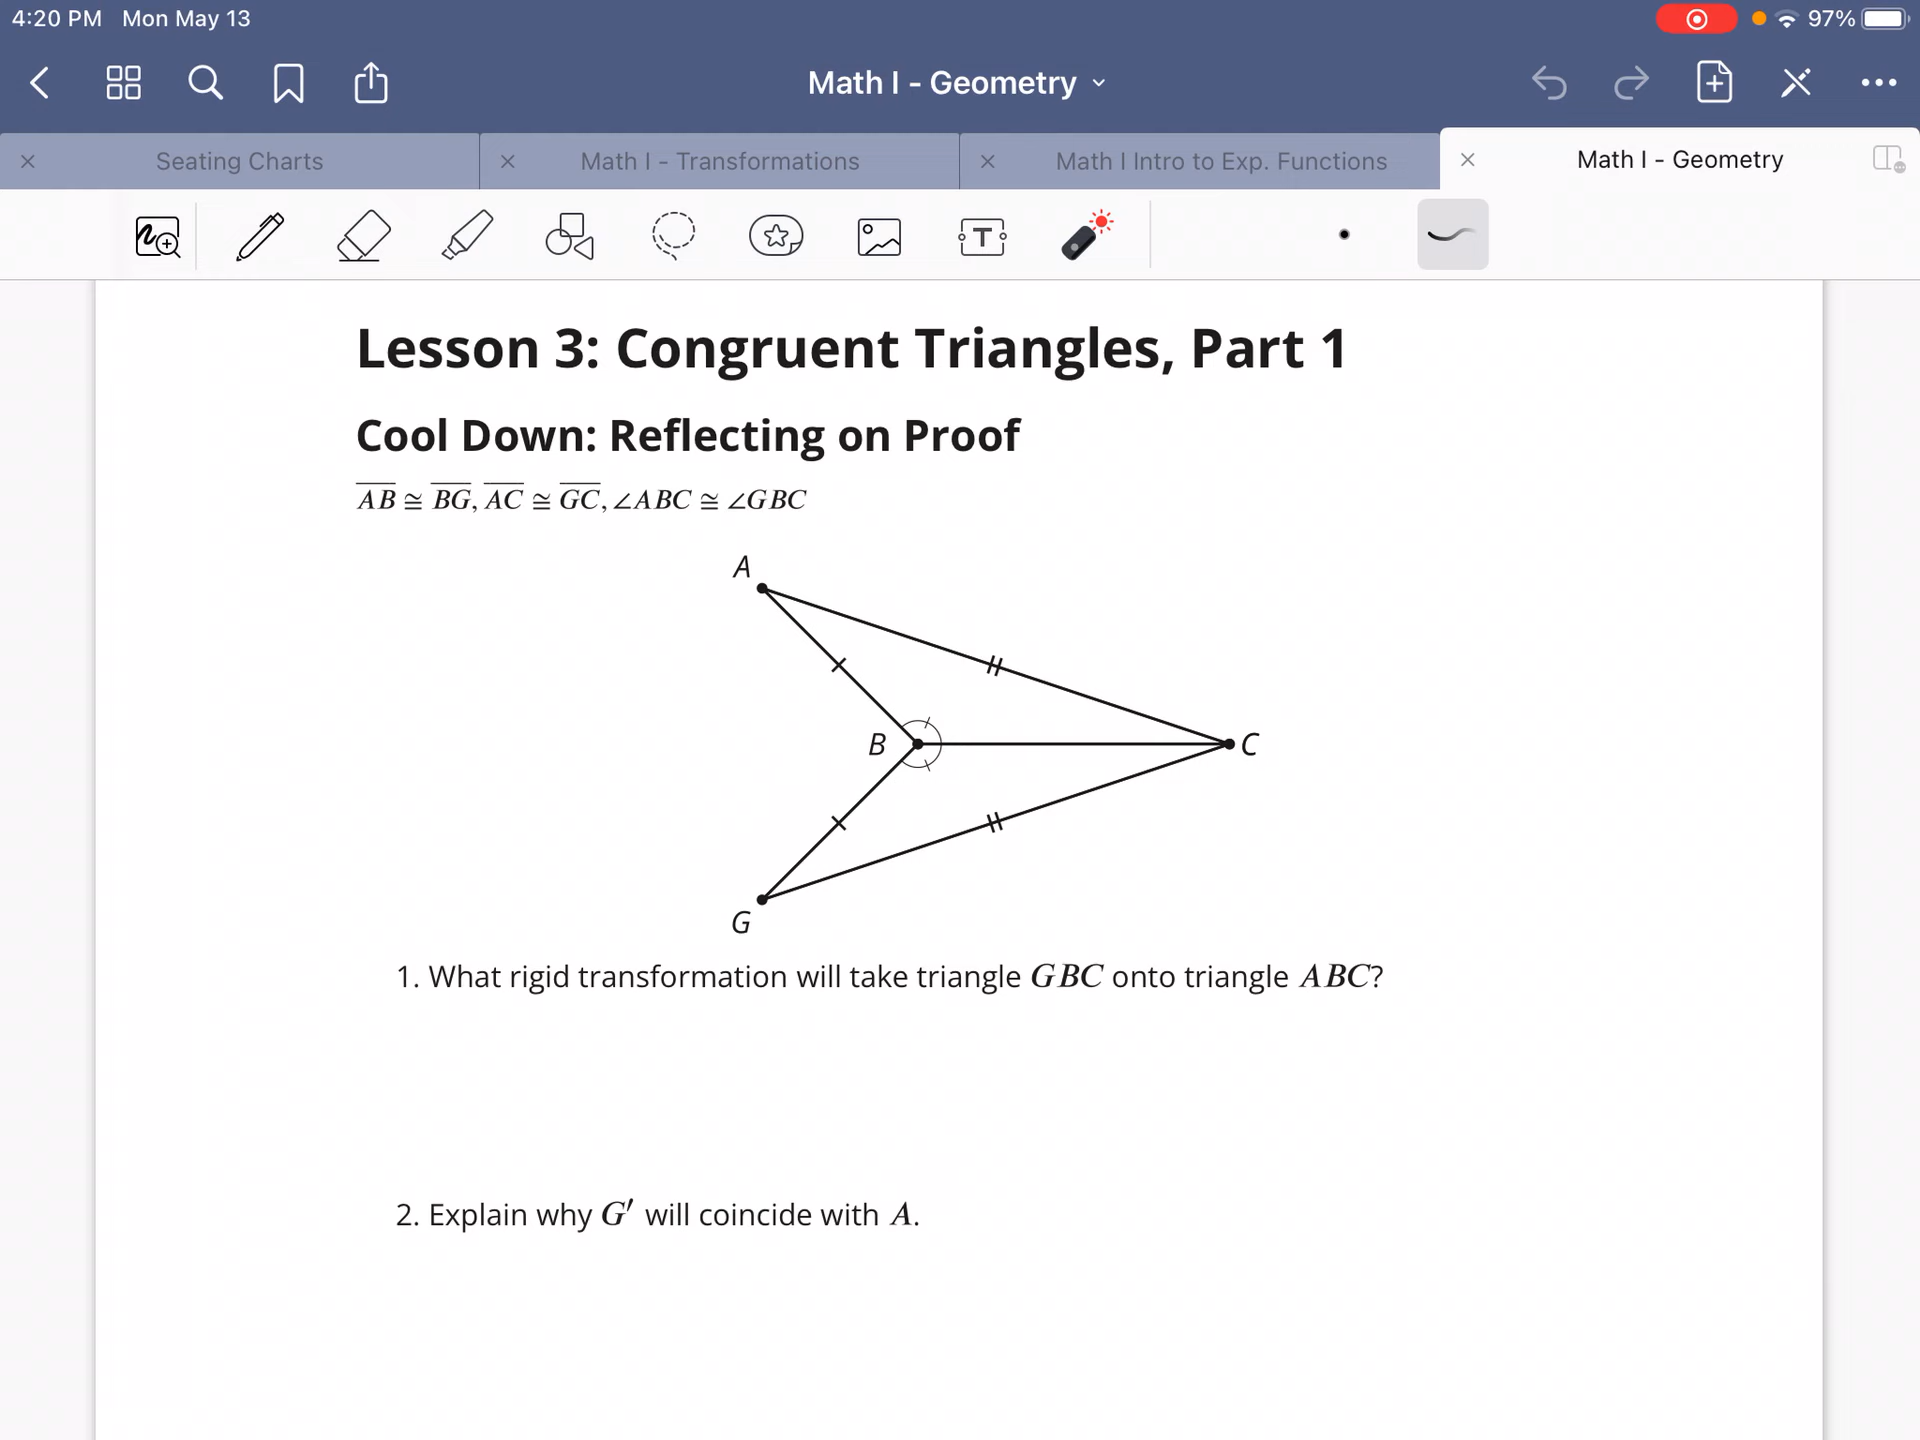 4:20 PM Mon May 13
97%
Math I - Geometry
Seating Charts
Math I - Transformations
Math I Intro to Exp. Functions
Math I - Geometry
T
Lesson 3: Congruent Triangles, Part 1
Cool Down: Reflecting on Proof
AB ≅ BG, AC ≅ GC, ∠ABC ≅ ∠GBC
A
B
C
G
1. What rigid transformation will take triangle GBC onto triangle ABC?
2. Explain why G′ will coincide with A.